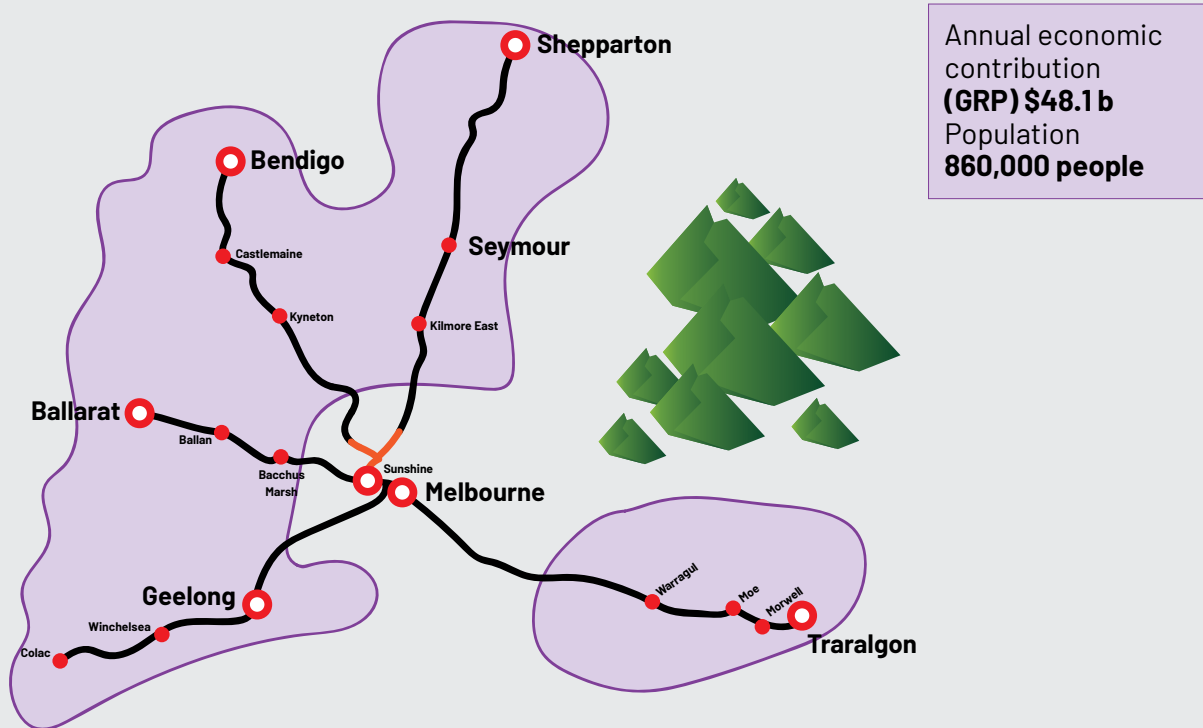 Shepparton
Annual economic
contribution
(GRP) $48.1 b
Population
860,000 people
Bendigo
Seymour
Castlemaine
Kyneton
Kilmore East
Ballarat
Ballan
Bacchus
Marsh
Sunshine
Melbourne
Geelong
Winchelsea
Colac
Warragul
Moe
Morwell
Traralgon